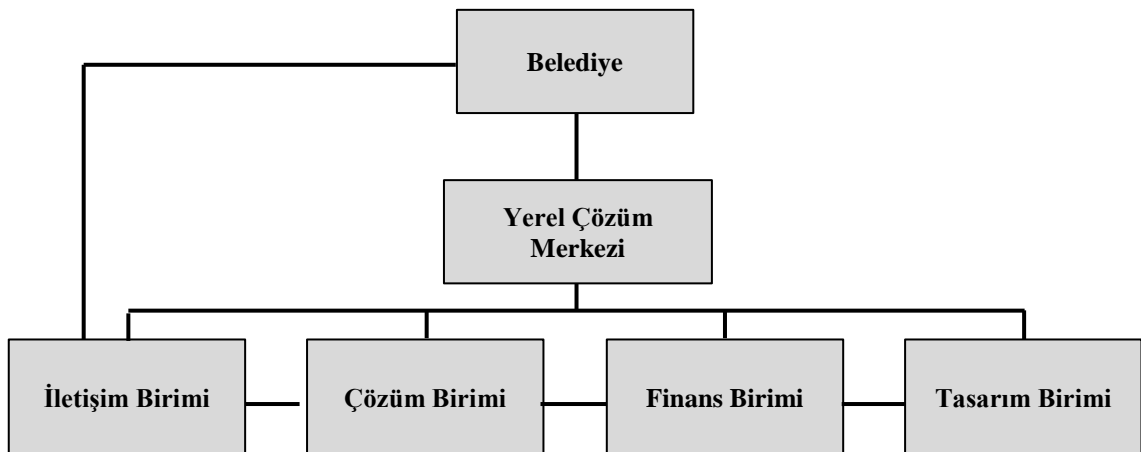 Belediye
Yerel Çözüm
Merkezi
İletişim Birimi
Çözüm Birimi
Finans Birimi
Tasarım Birimi